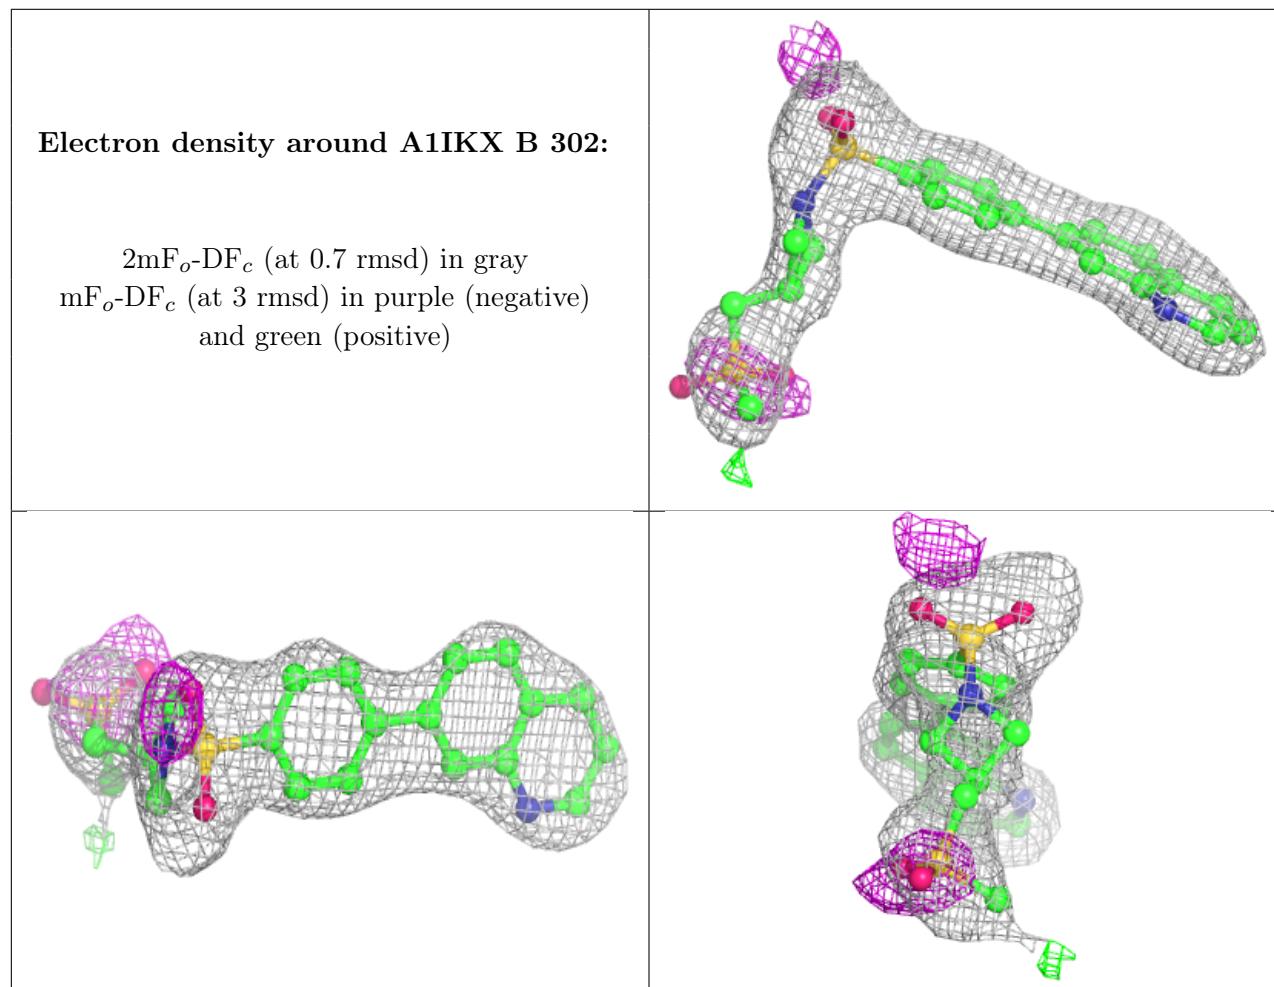 Electron density around A1IKX B 302:
2mFo-DFc (at 0.7 rmsd) in gray
mFo-DFc (at 3 rmsd) in purple (negative)
and green (positive)